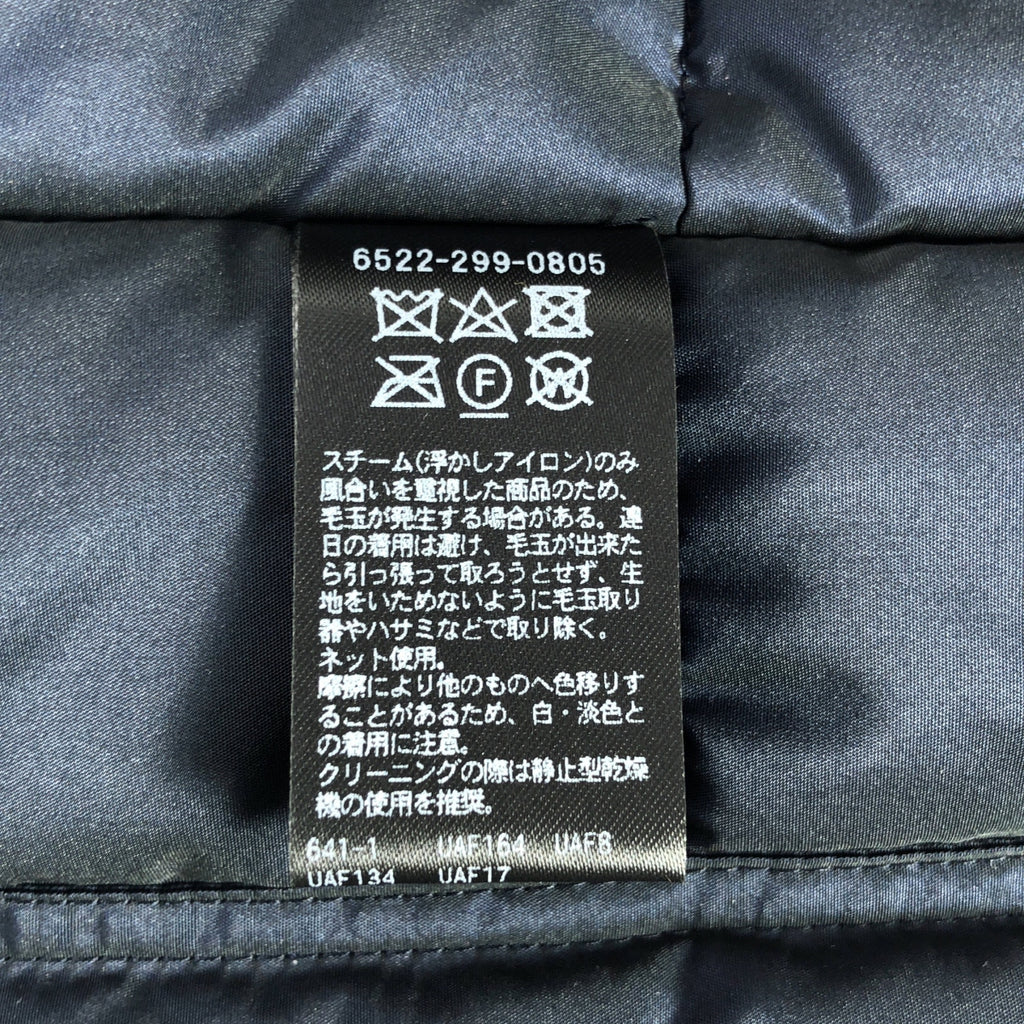 6522-299-0805
F
W
スチーム(浮かしアイロン)のみ
風合いを重視した商品のため、
毛玉が発生する場合がある。連
日の着用は避け、毛玉が出来た
ら引っ張って取ろうとせず、生
地をいためないように毛玉取り
器やハサミなどで取り除く。
ネット使用。
摩擦により他のものへ色移りす
ることがあるため、白・淡色と
の着用に注意。
クリーニングの際は静止型乾燥
機の使用を推奨。
641-1 UAF164 UAF8
UAF134 UAF17